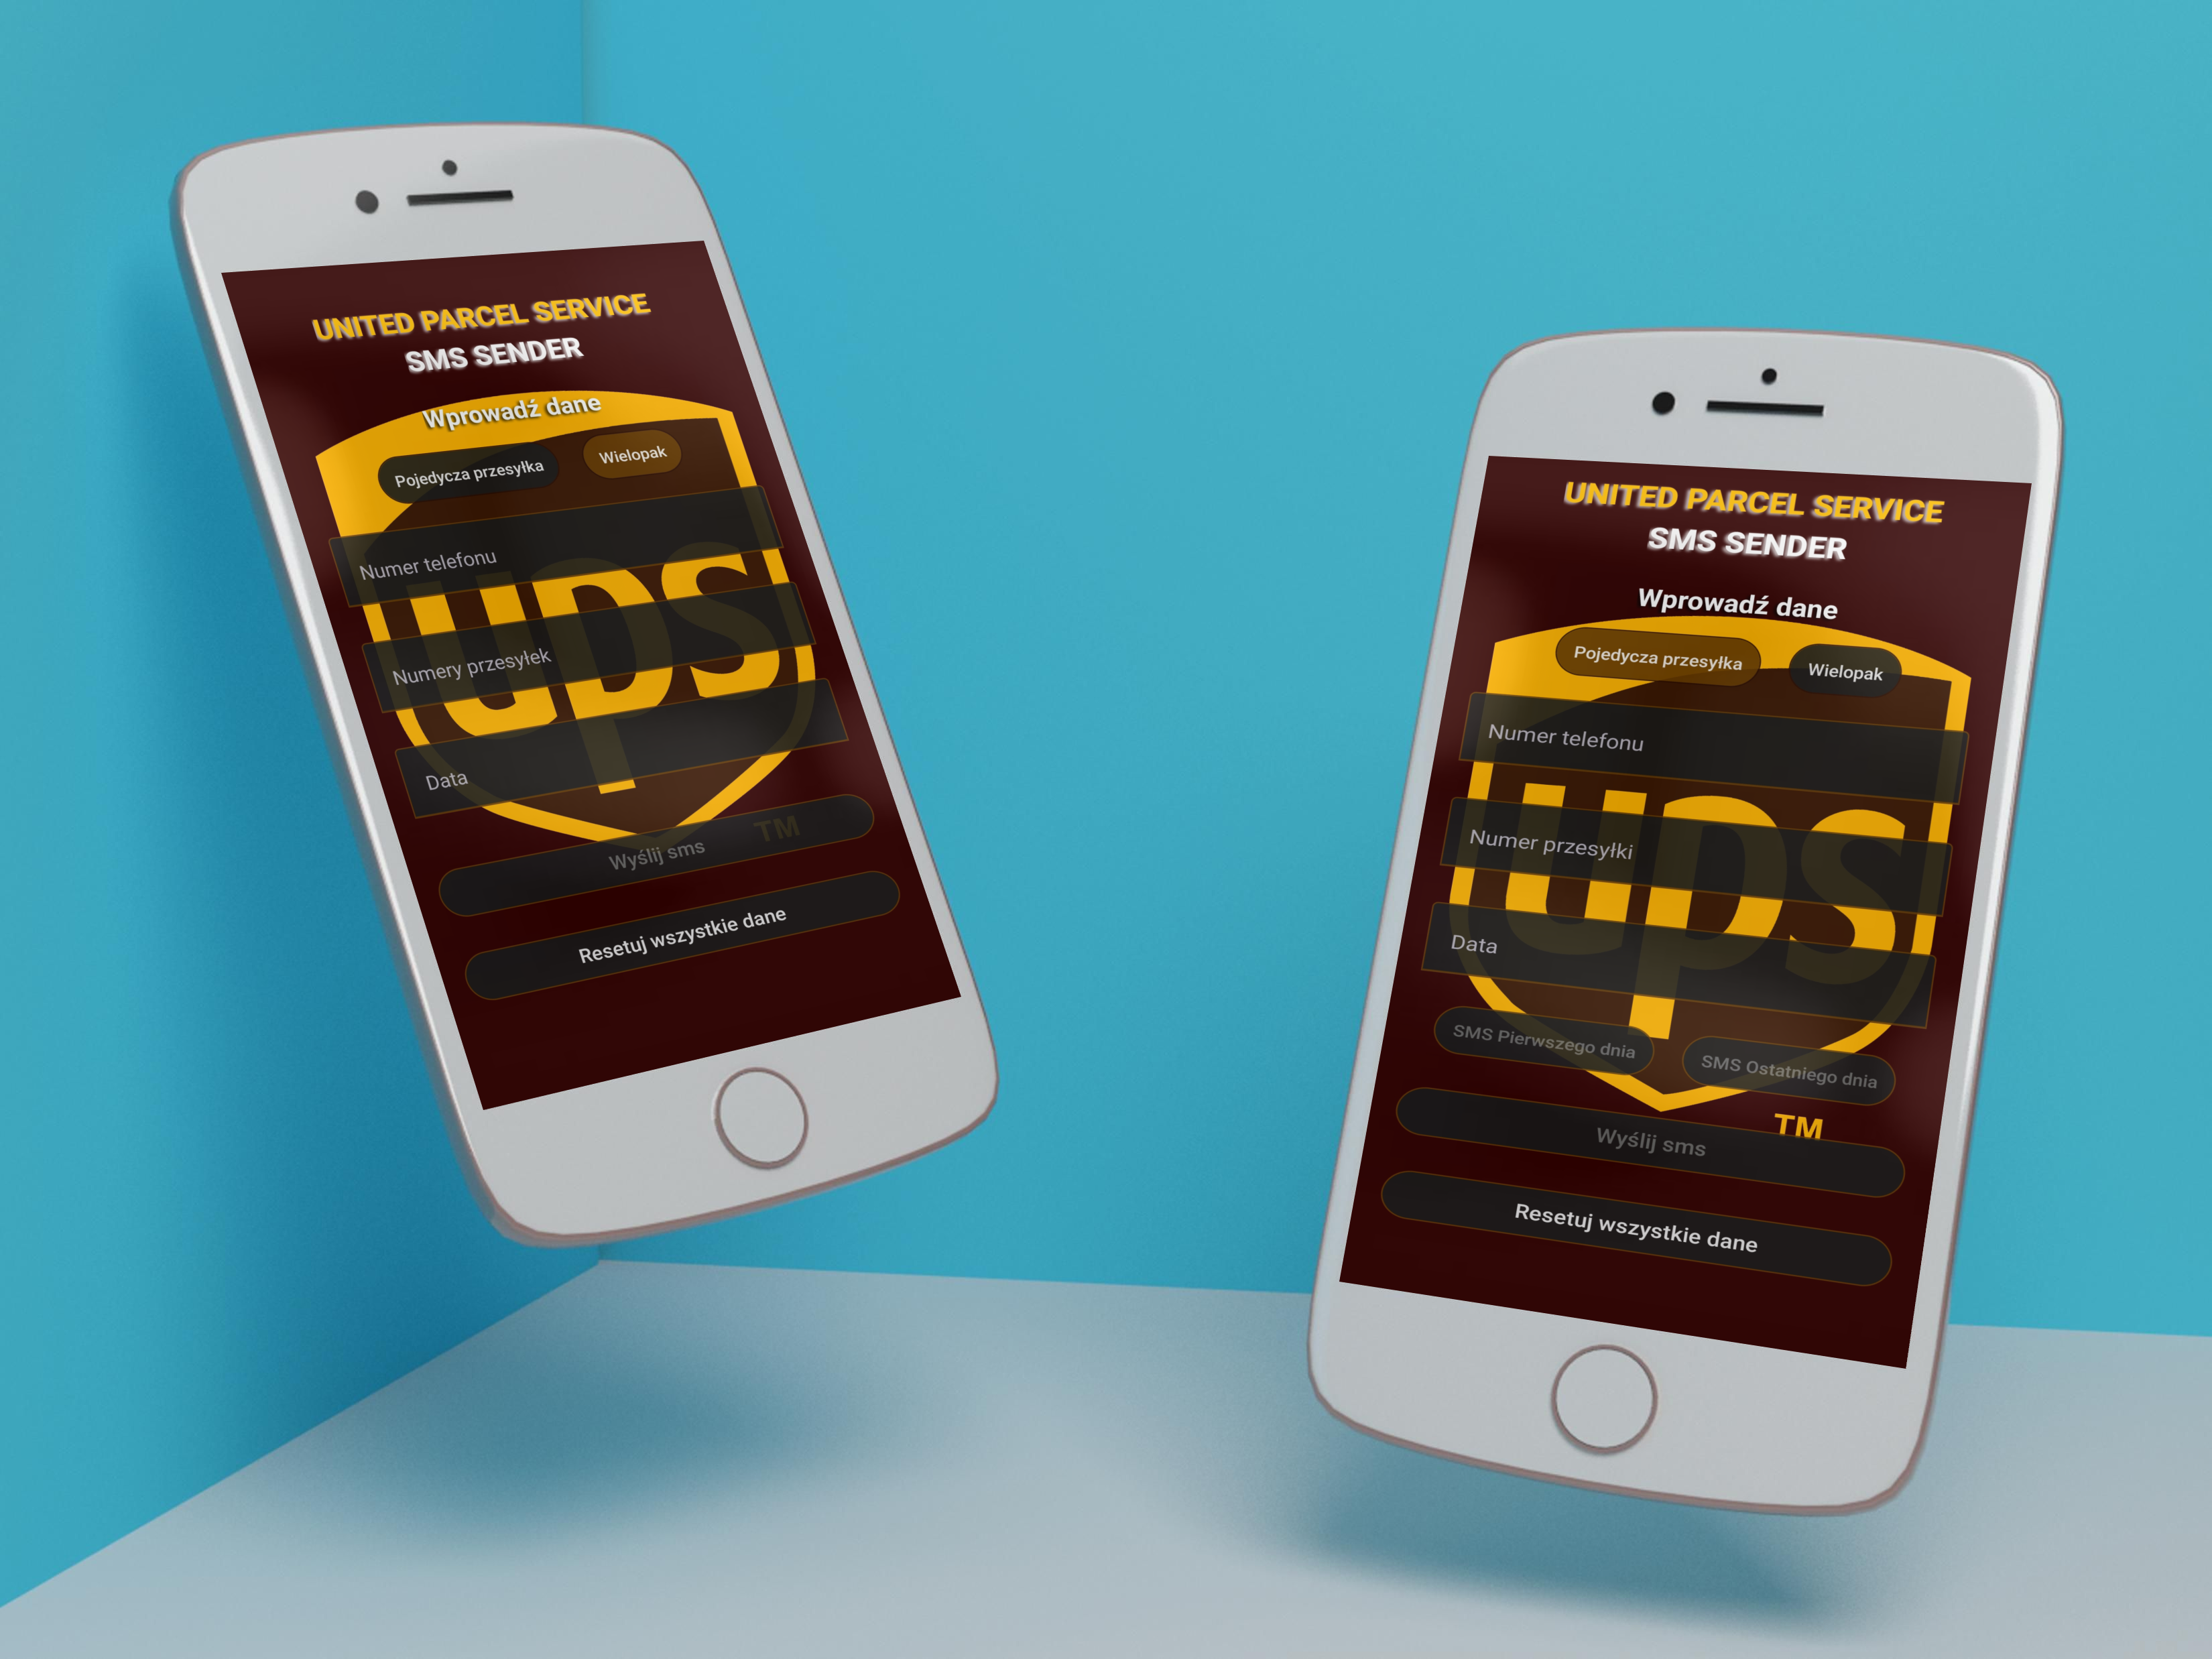 UNITED PARCEL SERVICE
SMS SENDER
Wprowadź dane
Pojedycza przesyłka Wielopak
Numer telefonu
ups
Numery przesyłek
Data
TM
Wyślij sms
Resetuj wszystkie dane
UNITED PARCEL SERVICE
SMS SENDER
Wprowadź dane
Pojedycza przesyłka Wielopak
Numer telefonu
ups
Numer przesyłki
Data
SMS Pierwszego dnia SMS Ostatniego dnia
TM
Wyślij sms
Resetuj wszystkie dane